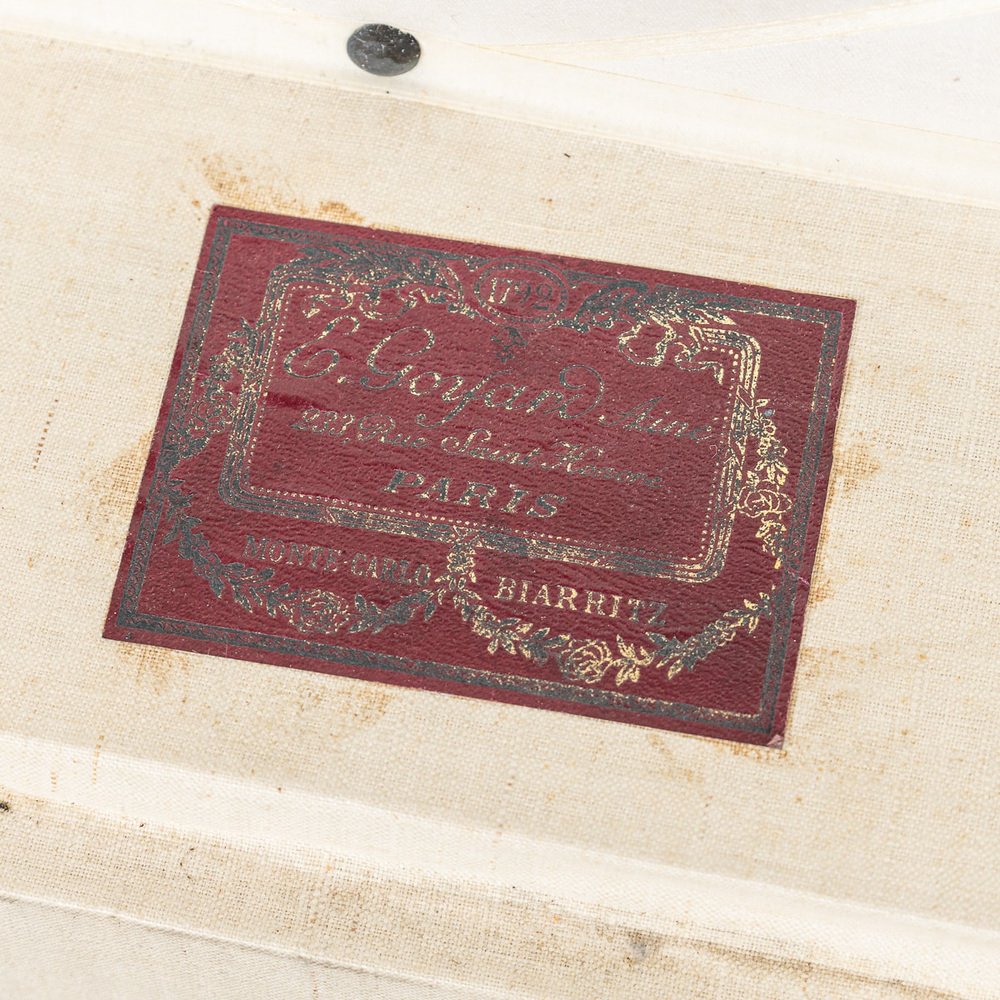 1792
E. Goyard Ainé
233, Rue Saint Honoré
PARIS
MONTE-CARLO BIARRITZ